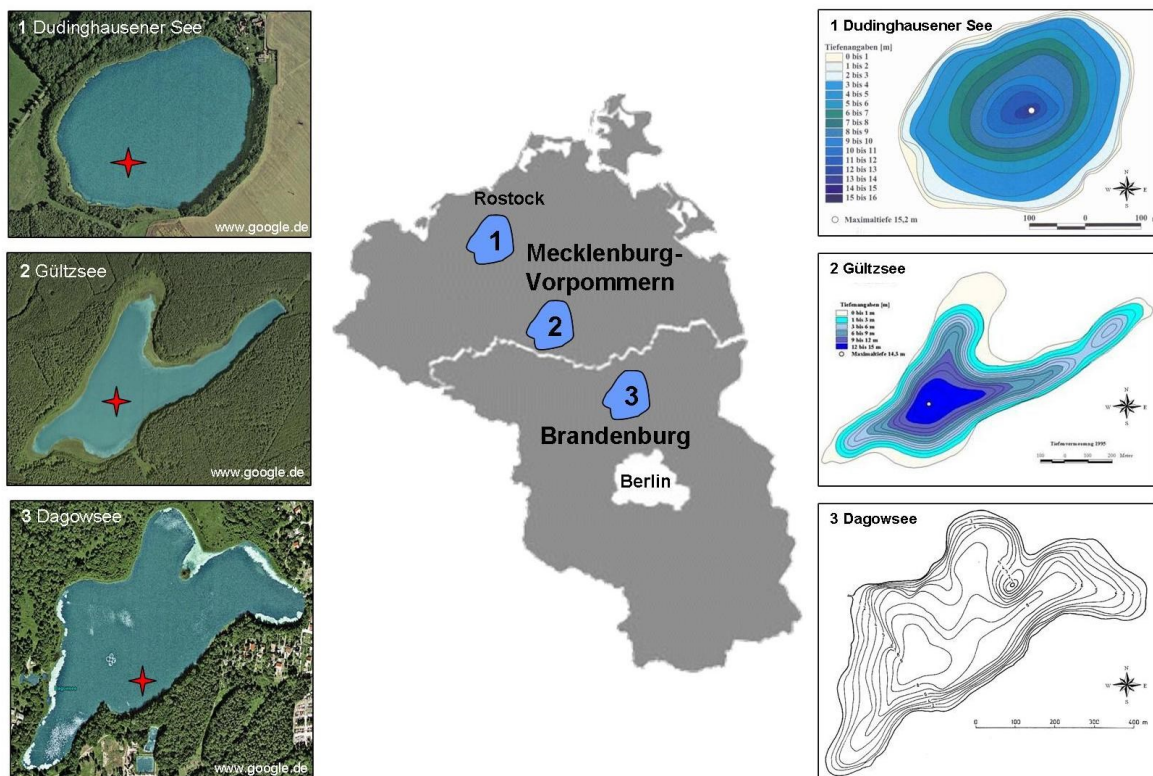 1 Dudinghausener See
www.google.de
2 Gültzsee
www.google.de
3 Dagowsee
www.google.de
Rostock
1
Mecklenburg-
Vorpommern
2
3
Brandenburg
Berlin
1 Dudinghausener See
Tiefenangaben [m]
0 bis 1
1 bis 2
2 bis 3
3 bis 4
4 bis 5
5 bis 6
6 bis 7
7 bis 8
8 bis 9
9 bis 10
10 bis 11
11 bis 12
12 bis 13
13 bis 14
14 bis 15
15 bis 16
Maximaltiefe 15,2 m
N
W E
S
100 0 100 m
2 Gültzsee
Tiefenangaben [m]
0 bis 1 m
1 bis 3 m
3 bis 6 m
6 bis 9 m
9 bis 12 m
12 bis 15 m
Maximaltiefe 14,3 m
N
W E
S
Tiefenvermessung 1995
100 0 100 200 Meter
3 Dagowsee
N
W E
S
0 100 200 300 400 m